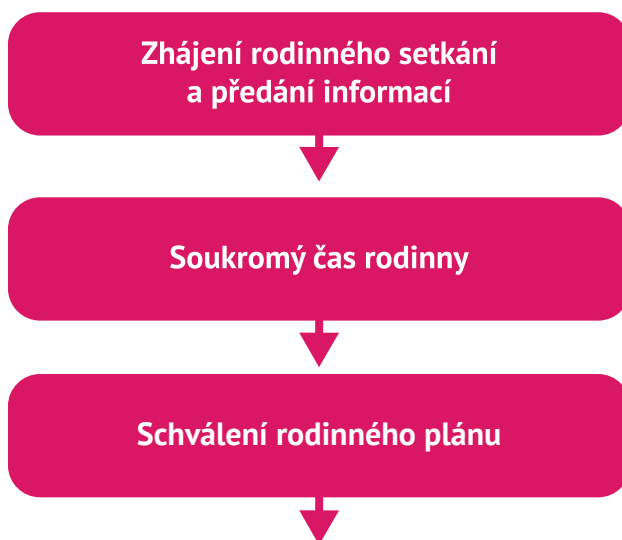 Zhájení rodinného setkání
a předání informací
Soukromý čas rodinny
Schválení rodinného plánu